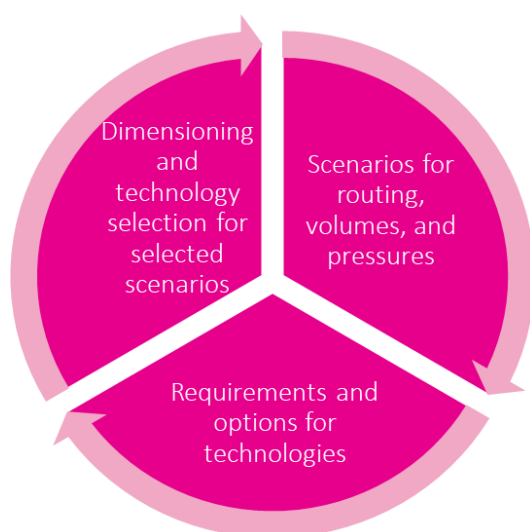 Dimensioning
and
technology
selection for
selected
scenarios
Scenarios for
routing,
volumes, and
pressures
Requirements and
options for
technologies